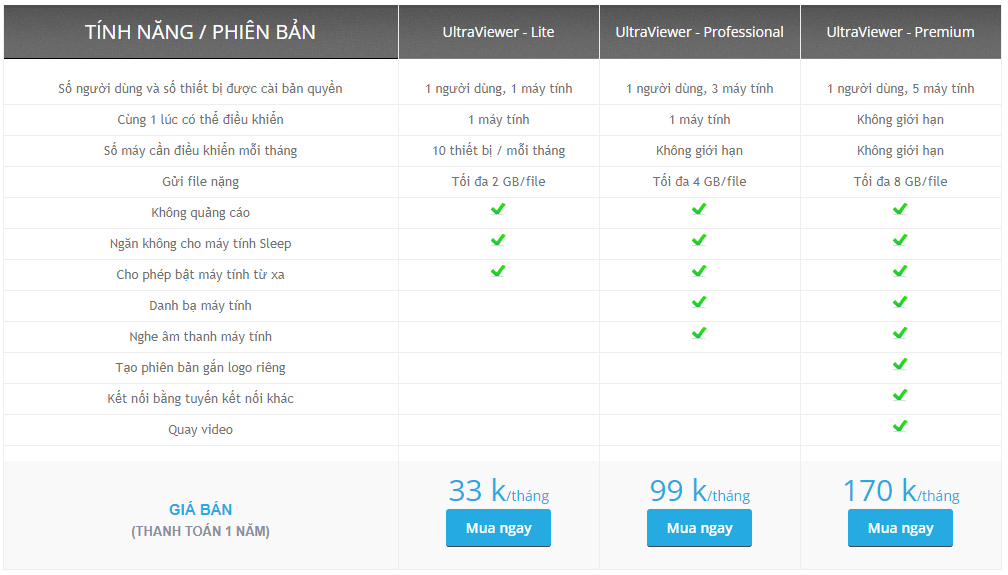 TÍNH NĂNG / PHIÊN BẢN UltraViewer - Lite UltraViewer - Professional UltraViewer - Premium
Số người dùng và số thiết bị được cài bản quyền 1 người dùng, 1 máy tính 1 người dùng, 3 máy tính 1 người dùng, 5 máy tính
Cùng 1 lúc có thể điều khiển 1 máy tính 1 máy tính Không giới hạn
Số máy cần điều khiển mỗi tháng 10 thiết bị / mỗi tháng Không giới hạn Không giới hạn
Gửi file nặng Tối đa 2 GB/file Tối đa 4 GB/file Tối đa 8 GB/file
Không quảng cáo
Ngăn không cho máy tính Sleep
Cho phép bật máy tính từ xa
Danh bạ máy tính
Nghe âm thanh máy tính
Tạo phiên bản gắn logo riêng
Kết nối bằng tuyến kết nối khác
Quay video
GIÁ BÁN 33 k/tháng 99 k/tháng 170 k/tháng
(THANH TOÁN 1 NĂM) Mua ngay Mua ngay Mua ngay